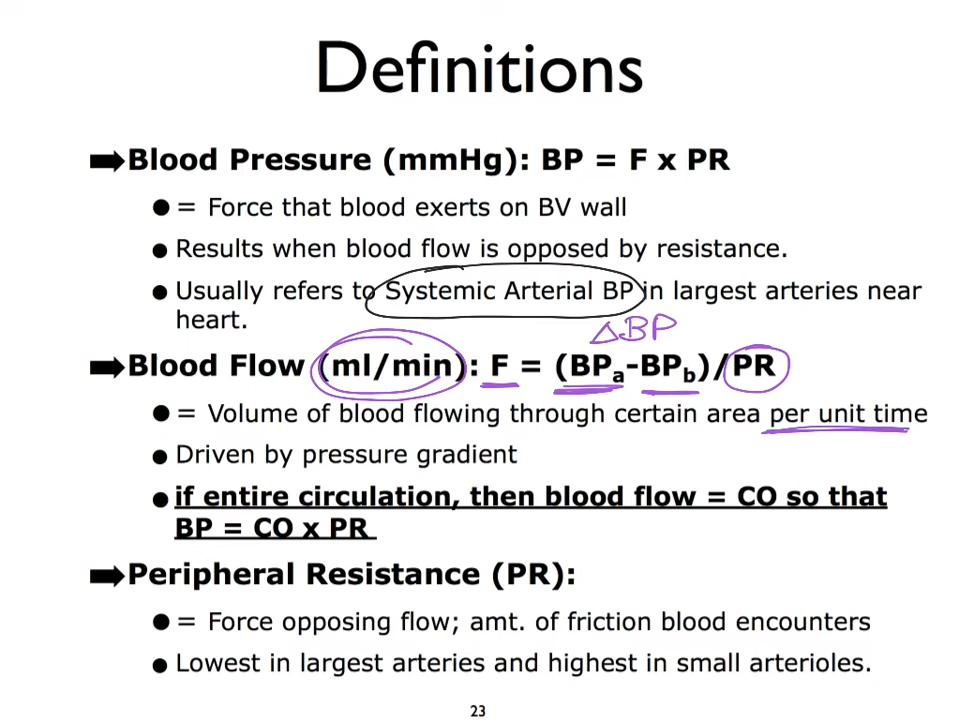 Definitions
➡Blood Pressure (mmHg): BP = F x PR
● = Force that blood exerts on BV wall
● Results when blood flow is opposed by resistance.
● Usually refers to Systemic Arterial BP in largest arteries near
heart.
ΔBP
➡Blood Flow (ml/min): F = (BPa-BPb)/PR
● = Volume of blood flowing through certain area per unit time
● Driven by pressure gradient
● if entire circulation, then blood flow = CO so that
BP = CO x PR
➡Peripheral Resistance (PR):
● = Force opposing flow; amt. of friction blood encounters
● Lowest in largest arteries and highest in small arterioles.
23